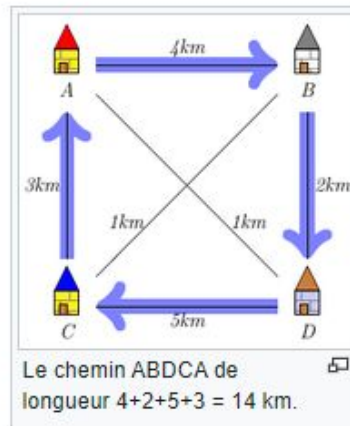 4km
A
B
3km
2km
1km
1km
C
5km
D
Le chemin ABDCA de
longueur 4+2+5+3 = 14 km.